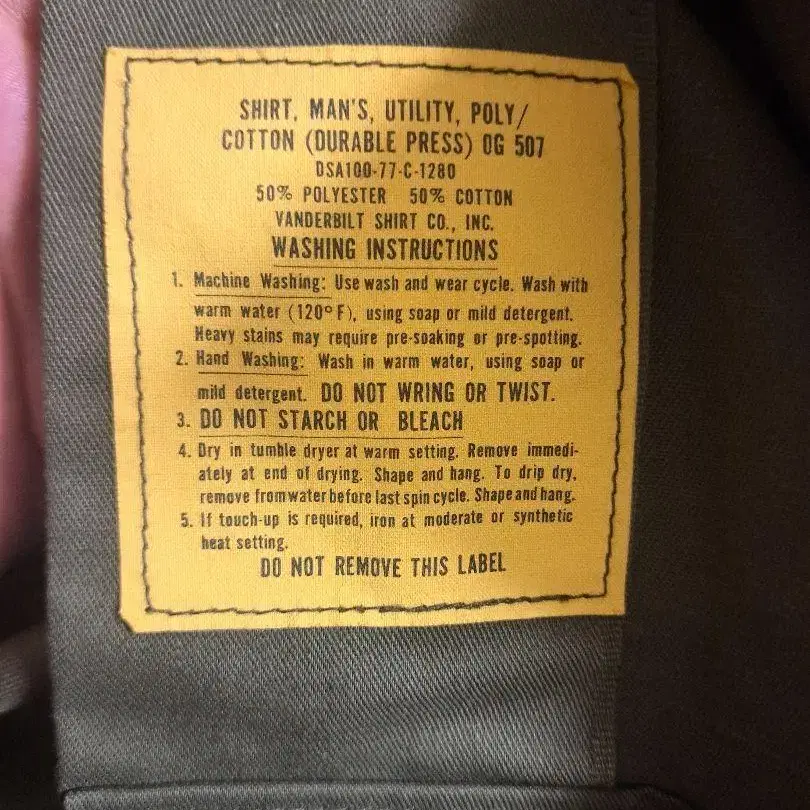 SHIRT, MAN'S, UTILITY, POLY/
COTTON (DURABLE PRESS) OG 507
DSA100-77-C-1280
50% POLYESTER 50% COTTON
VANDERBILT SHIRT CO., INC.
WASHING INSTRUCTIONS
1. Machine Washing: Use wash and wear cycle. Wash with
warm water (120° F), using soap or mild detergent.
Heavy stains may require pre-soaking or pre-spotting.
2. Hand Washing: Wash in warm water, using soap or
mild detergent. DO NOT WRING OR TWIST.
3. DO NOT STARCH OR BLEACH
4. Dry in tumble dryer at warm setting. Remove immedi-
ately at end of drying. Shape and hang. To drip dry,
remove from water before last spin cycle. Shape and hang.
5. If touch-up is required, iron at moderate or synthetic
heat setting.
DO NOT REMOVE THIS LABEL